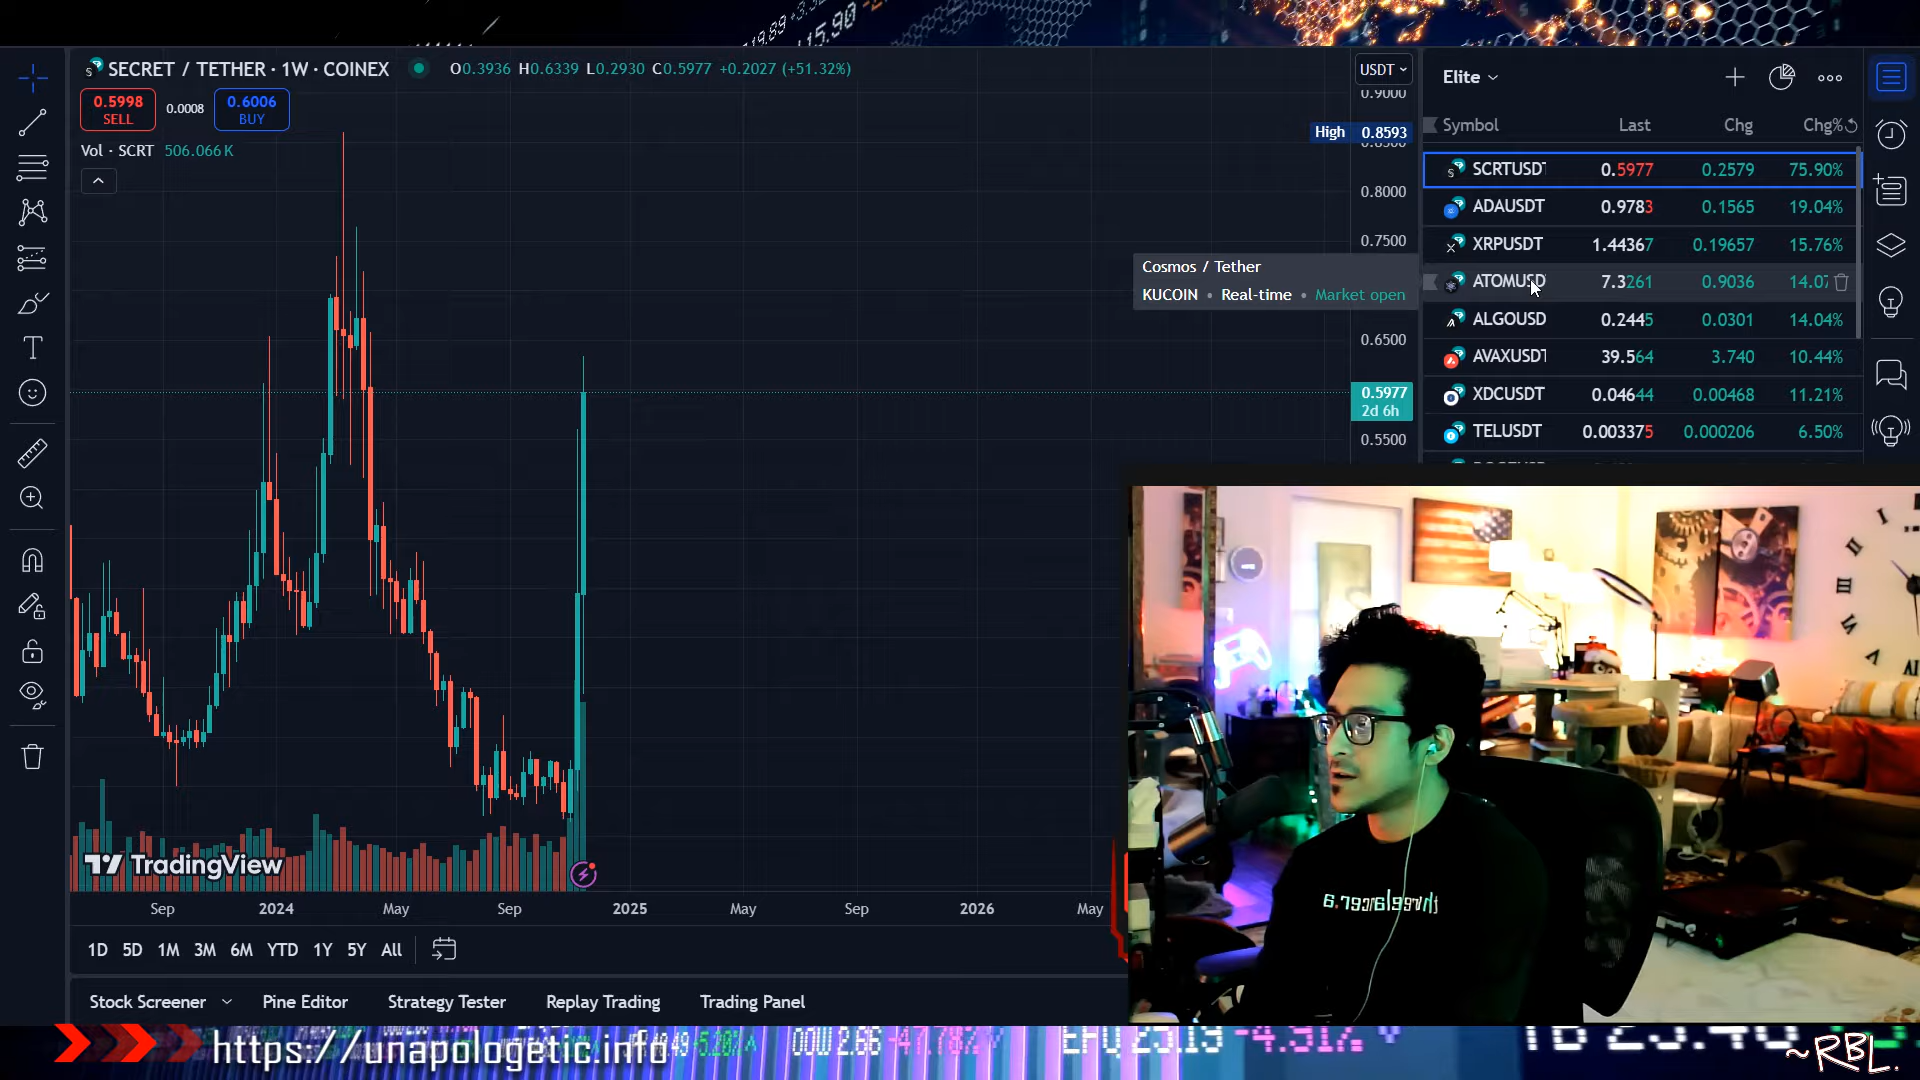 SECRET / TETHER · 1W · COINEX
O0.3936 H0.6339 L0.2930 C0.5977 +0.2027 (+51.32%)
0.5998
SELL
0.0008
0.6006
BUY
Vol · SCRT 506.066K
USDT
0.9000
High 0.8593
0.8500
0.8000
0.7500
0.6500
0.5977
2d 6h
0.5500
Cosmos / Tether
KUCOIN • Real-time • Market open
Elite
Symbol Last Chg Chg%
SCRTUSDT 0.5977 0.2579 75.90%
ADAUSDT 0.9783 0.1565 19.04%
XRPUSDT 1.44367 0.19657 15.76%
ATOMUSD 7.3261 0.9036 14.07
ALGOUSD 0.2445 0.0301 14.04%
AVAXUSDT 39.564 3.740 10.44%
XDCUSDT 0.04644 0.00468 11.21%
TELUSDT 0.003375 0.000206 6.50%
TradingView
Sep 2024 May Sep 2025 May Sep 2026 May
1D 5D 1M 3M 6M YTD 1Y 5Y All
Stock Screener Pine Editor Strategy Tester Replay Trading Trading Panel
https://unapologetic.info
~RBL.